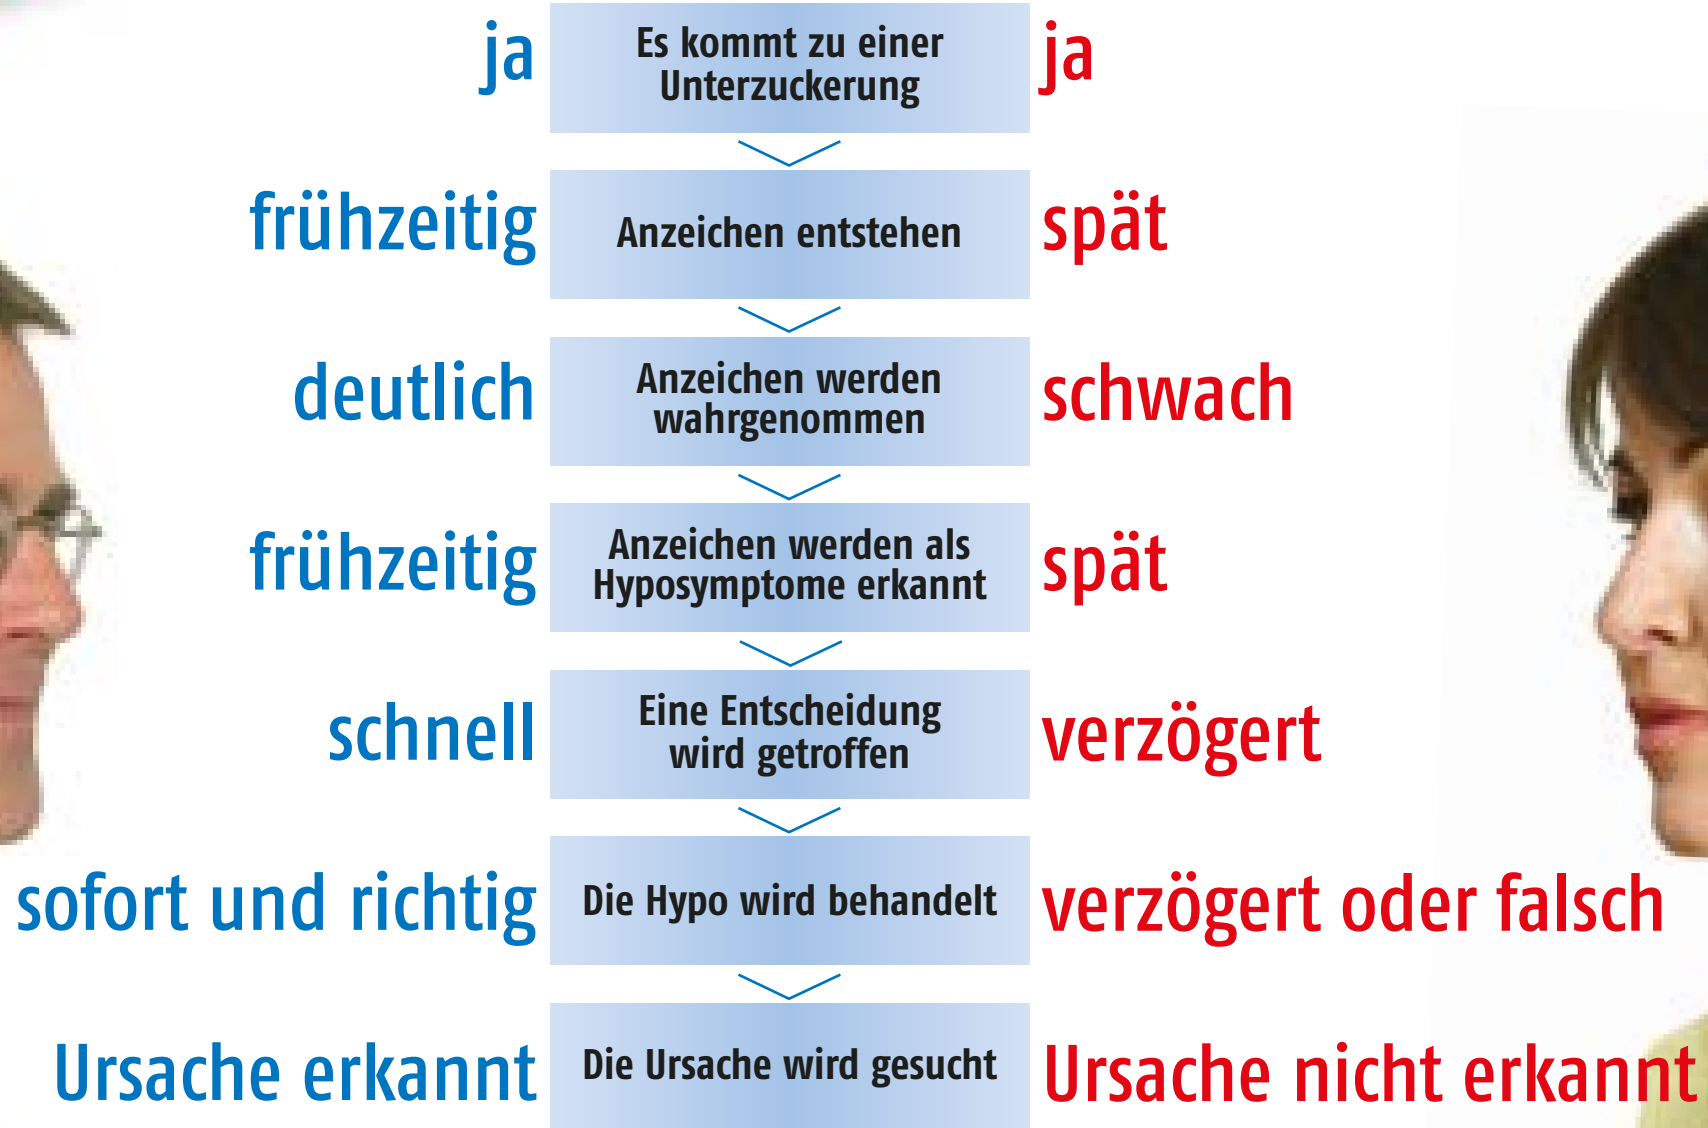 ja
Es kommt zu einer
Unterzuckerung
ja
frühzeitig
Anzeichen entstehen
spät
deutlich
Anzeichen werden
wahrgenommen
schwach
frühzeitig
Anzeichen werden als
Hyposymptome erkannt
spät
schnell
Eine Entscheidung
wird getroffen
verzögert
sofort und richtig
Die Hypo wird behandelt
verzögert oder falsch
Ursache erkannt
Die Ursache wird gesucht
Ursache nicht erkannt